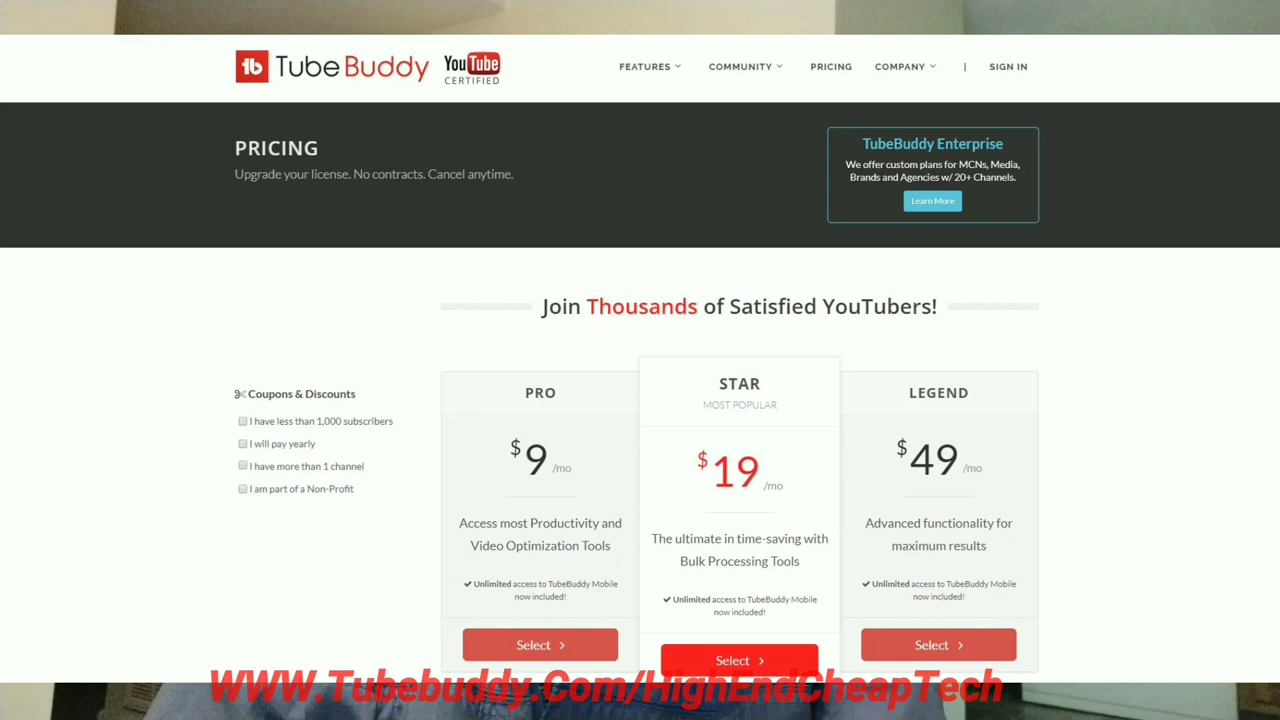 TubeBuddy
YouTube
CERTIFIED
FEATURES
COMMUNITY
PRICING
COMPANY
|
SIGN IN
PRICING
Upgrade your license. No contracts. Cancel anytime.
TubeBuddy Enterprise
We offer custom plans for MCNs, Media,
Brands and Agencies w/ 20+ Channels.
Learn More
Join Thousands of Satisfied YouTubers!
Coupons & Discounts
I have less than 1,000 subscribers
I will pay yearly
I have more than 1 channel
I am part of a Non-Profit
PRO
$9/mo
Access most Productivity and
Video Optimization Tools
Unlimited access to TubeBuddy Mobile
now included!
Select
STAR
MOST POPULAR
$19/mo
The ultimate in time-saving with
Bulk Processing Tools
Unlimited access to TubeBuddy Mobile
now included!
Select
LEGEND
$49/mo
Advanced functionality for
maximum results
Unlimited access to TubeBuddy Mobile
now included!
Select
WWW.Tubebuddy.Com/HighEndCheapTech